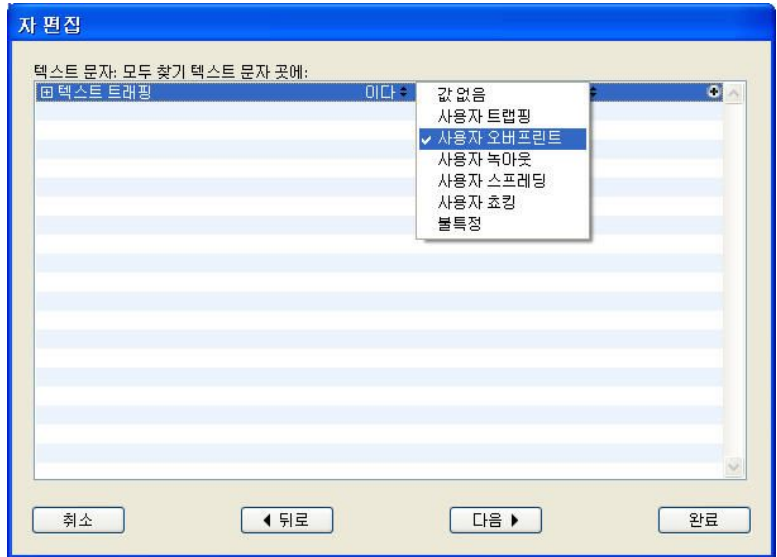 자 편집
텍스트 문자: 모두 찾기 텍스트 문자 곳에:
텍스트 트래핑 이다
값 없음
사용자 트랩핑
사용자 오버프린트
사용자 녹아웃
사용자 스프레딩
사용자 쵸킹
불특정
취소 뒤로 다음 완료